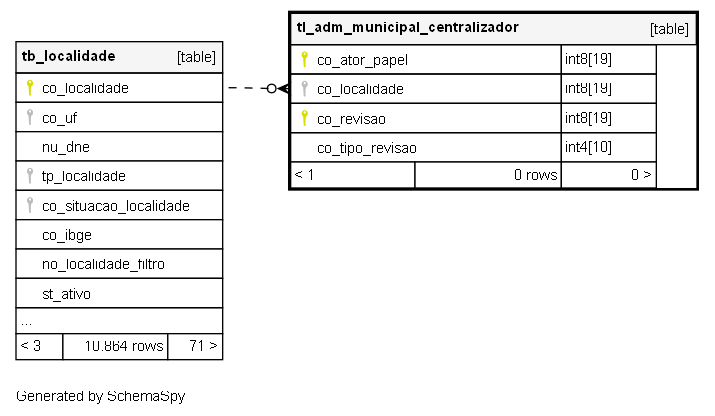 tb_localidade [table]
co_localidade
co_uf
nu_dne
tp_localidade
co_situacao_localidade
co_ibge
no_localidade_filtro
st_ativo
...
< 3 10.864 rows 71 >
tl_adm_municipal_centralizador [table]
co_ator_papel int8[19]
co_localidade int8[19]
co_revisao int8[19]
co_tipo_revisao int4[10]
< 1 0 rows 0 >
Generated by SchemaSpy